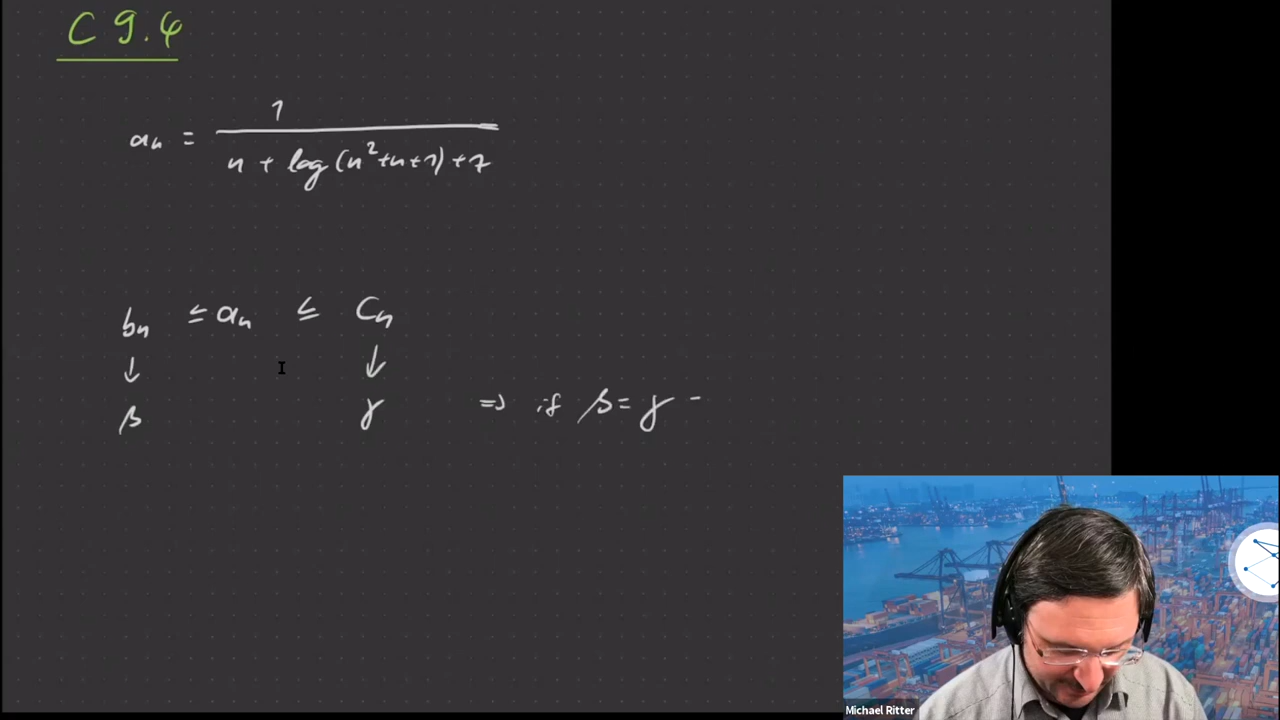 C 9.4
aₙ = 1 / (n + log(n²+n+1)+7)
bₙ ≤ aₙ ≤ cₙ
↓ ↓
β γ ⇒ if β = γ -
Michael Ritter